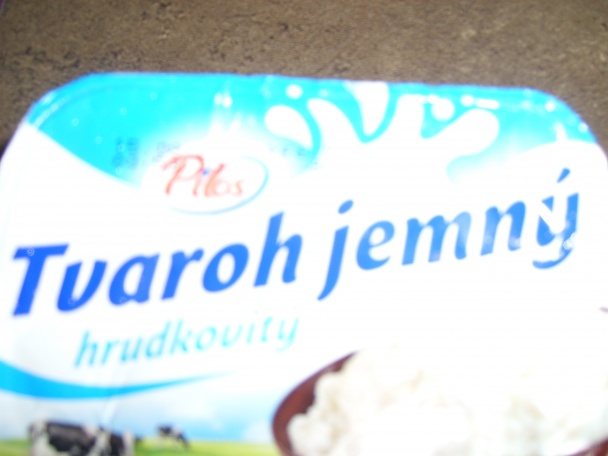 Pilos
Tvaroh jemný
hrudkovitý